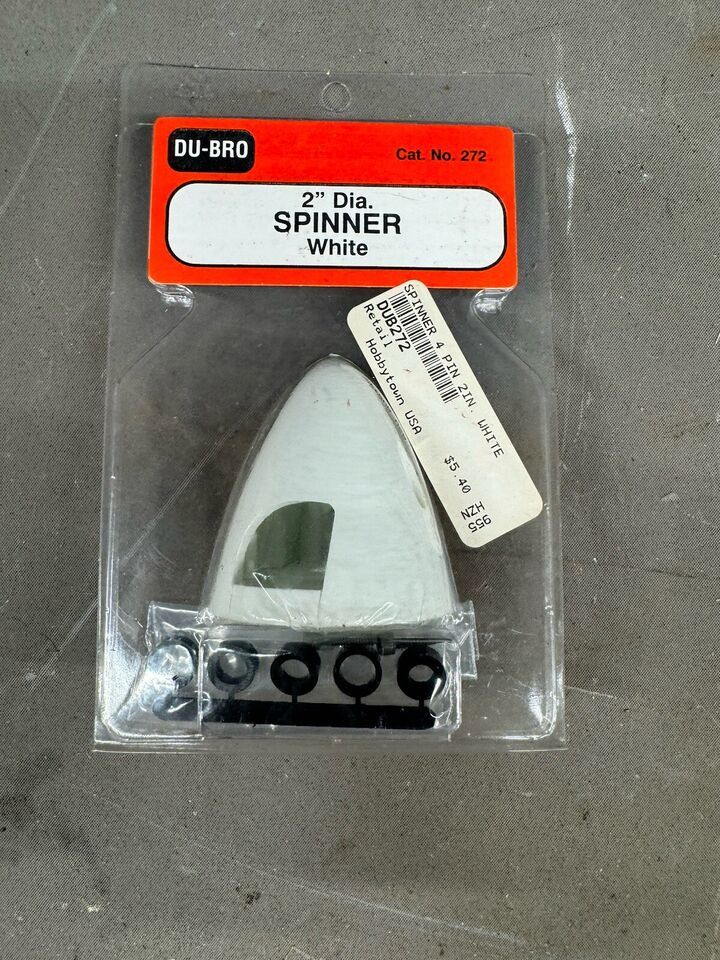 DU-BRO
Cat. No. 272
2” Dia.
SPINNER
White
SPINNER 4 PIN 2IN. WHITE
DUB272
Retail $5.40
Hobbytown USA
HZN
955